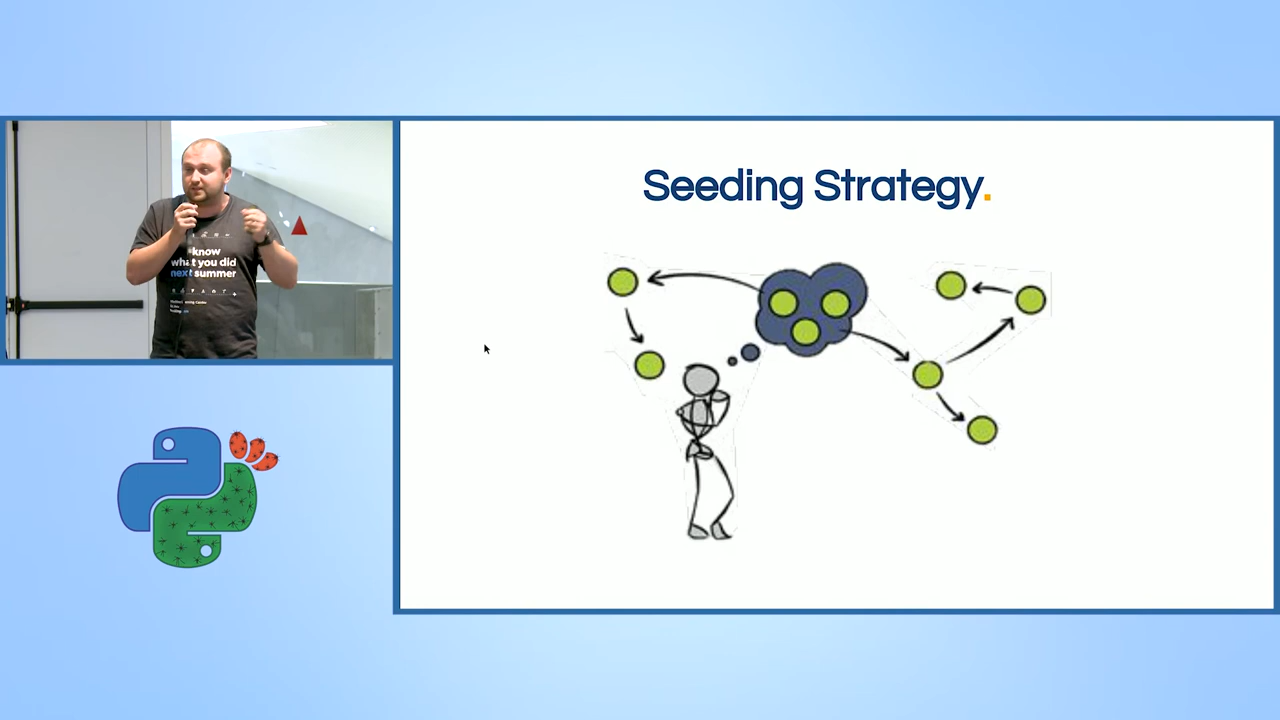 Seeding Strategy.
know
what you did
next summer